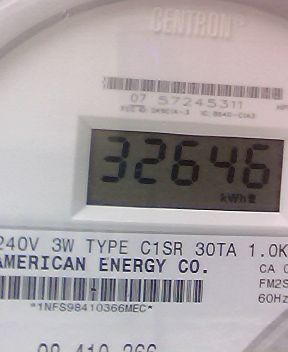 CENTRON®
07 57245311
32646
kWh
240V 3W TYPE C1SR 30TA 1.0K
AMERICAN ENERGY CO.
CA
FM2S
60Hz
*1NFS98410366MEC*
98 410 366